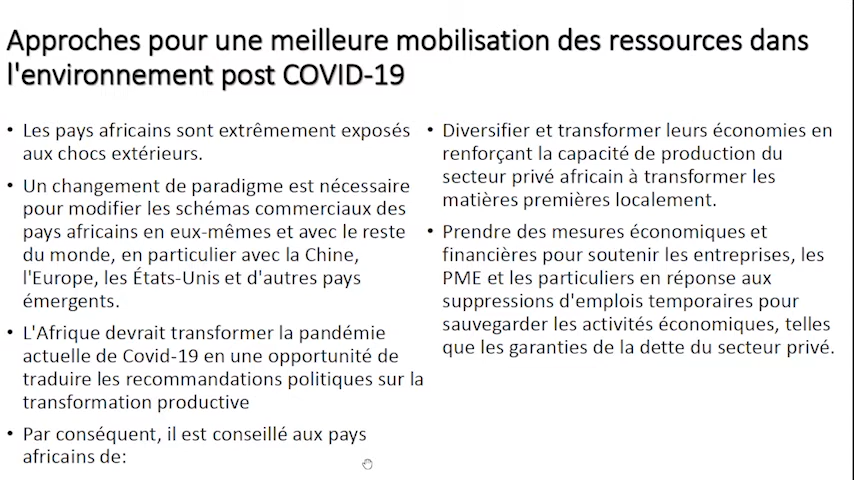 Approches pour une meilleure mobilisation des ressources dans
l'environnement post COVID-19
• Les pays africains sont extrêmement exposés
aux chocs extérieurs.
• Un changement de paradigme est nécessaire
pour modifier les schémas commerciaux des
pays africains en eux-mêmes et avec le reste
du monde, en particulier avec la Chine,
l'Europe, les États-Unis et d'autres pays
émergents.
• L'Afrique devrait transformer la pandémie
actuelle de Covid-19 en une opportunité de
traduire les recommandations politiques sur la
transformation productive
• Par conséquent, il est conseillé aux pays
africains de:
• Diversifier et transformer leurs économies en
renforçant la capacité de production du
secteur privé africain à transformer les
matières premières localement.
• Prendre des mesures économiques et
financières pour soutenir les entreprises, les
PME et les particuliers en réponse aux
suppressions d'emplois temporaires pour
sauvegarder les activités économiques, telles
que les garanties de la dette du secteur privé.